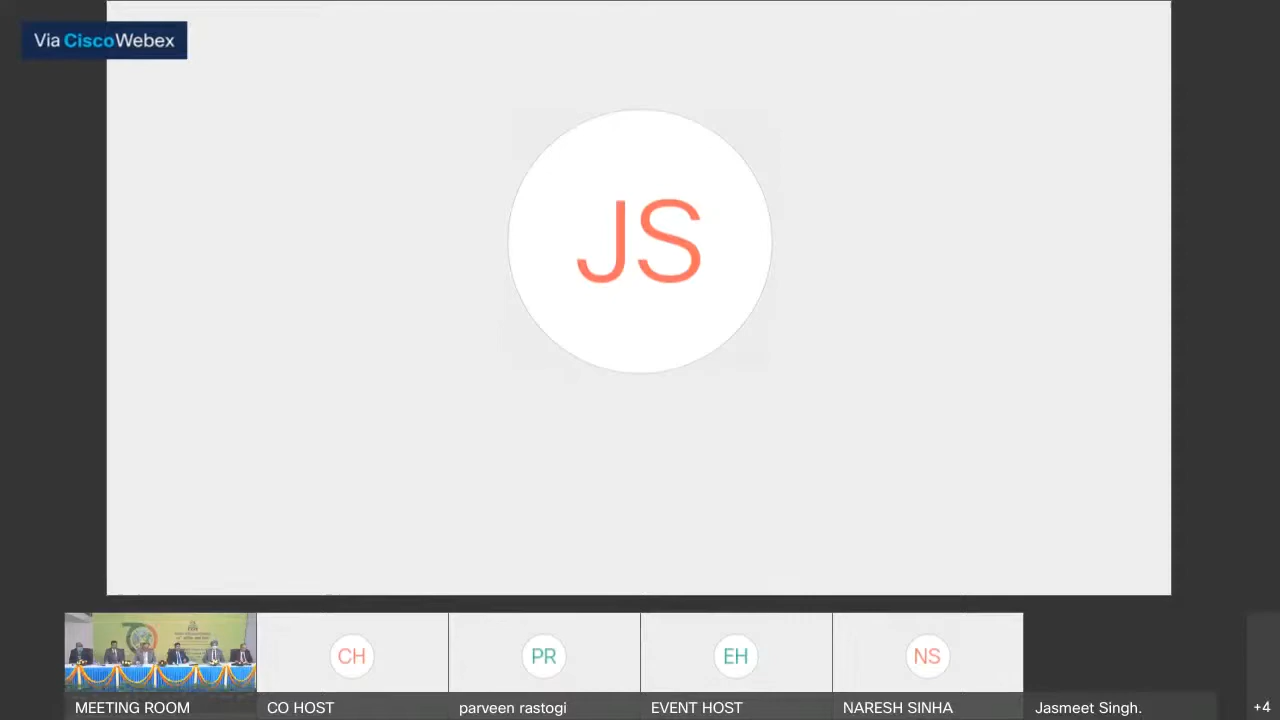 Via CiscoWebex
JS
CH
PR
EH
NS
MEETING ROOM
CO HOST
parveen rastogi
EVENT HOST
NARESH SINHA
Jasmeet Singh.
+4